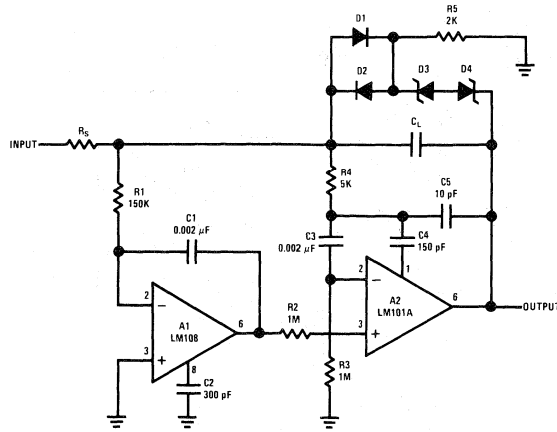 D1
R5
2K
D2
D3
D4
INPUT
RS
CL
R1
150K
R4
5K
C5
10 pF
C1
0.002 μF
C3
0.002 μF
C4
150 pF
2
−
A1
LM108
6
3
+
8
C2
300 pF
R2
1M
2
−
1
A2
LM101A
6
3
+
OUTPUT
R3
1M